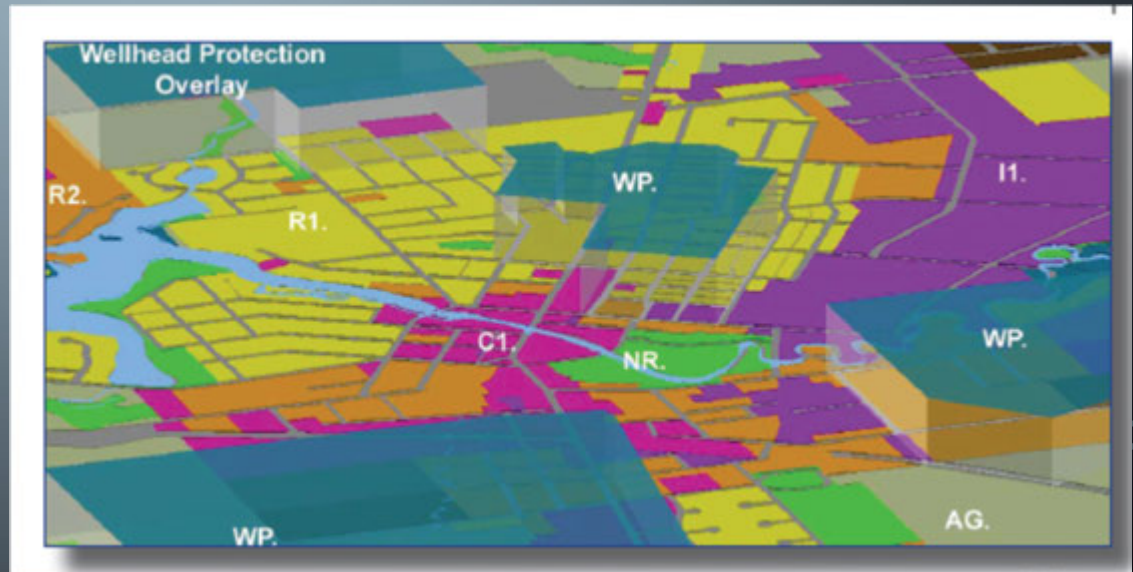 Wellhead Protection
Overlay
WP.
R2.
I1.
R1.
WP.
C1.
NR.
AG.
WP.